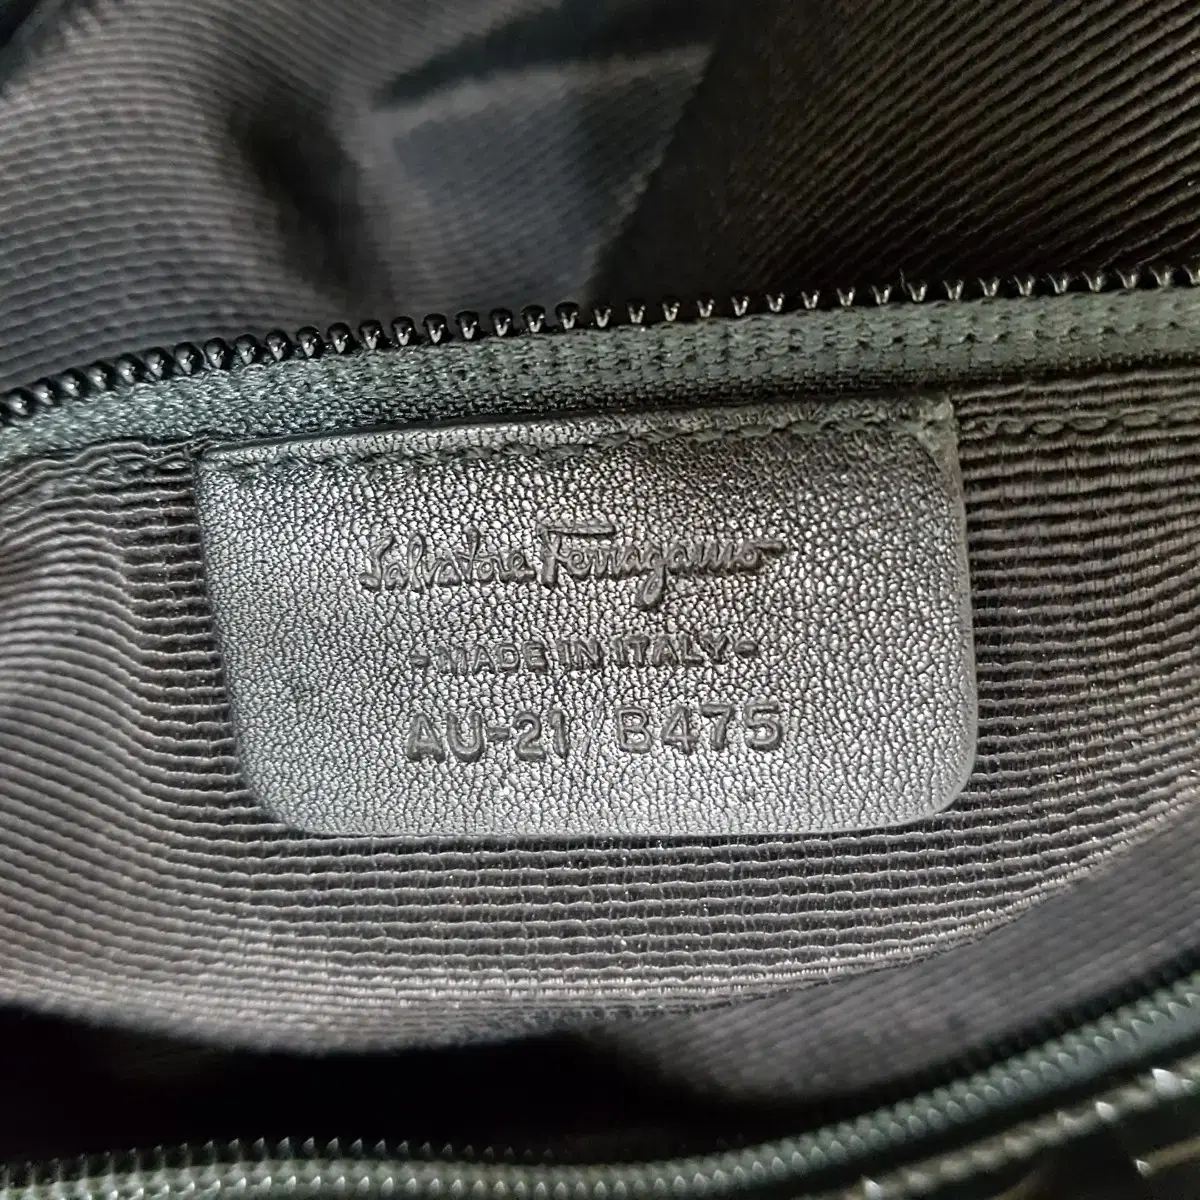 Salvatore Ferragamo
-MADE IN ITALY-
AU-21/B475